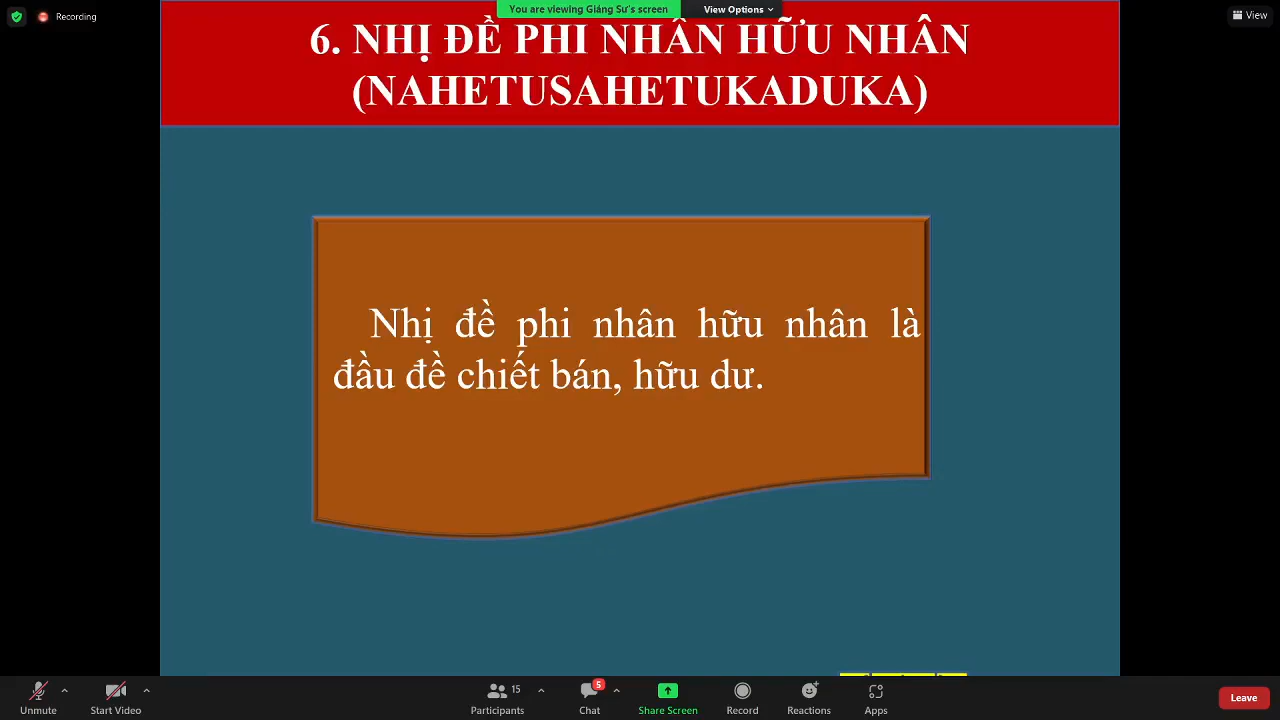 You are viewing Giảng Sư's screen
View Options
Recording
View
6. NHỊ ĐỀ PHI NHÂN HỮU NHÂN
(NAHETUSAHETUKADUKA)
Nhị đề phi nhân hữu nhân là
đầu đề chiết bán, hữu dư.
Unmute
Start Video
15
Participants
5
Chat
Share Screen
Record
Reactions
Apps
Leave